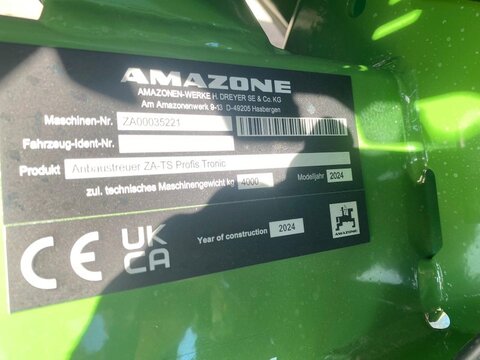 AMAZONE
AMAZONEN-WERKE H. DREYER SE & Co. KG
Am Amazonenwerk 9-13 D-49205 Hasbergen
Maschinen-Nr. ZA00035221
Fahrzeug-Ident-Nr.
Produkt Anbaustreuer ZA-TS Profis Tronic
zul. technisches Maschinengewicht kg 4000 Modelljahr 2024
CE UK CA Year of construction 2024 AMAZONE